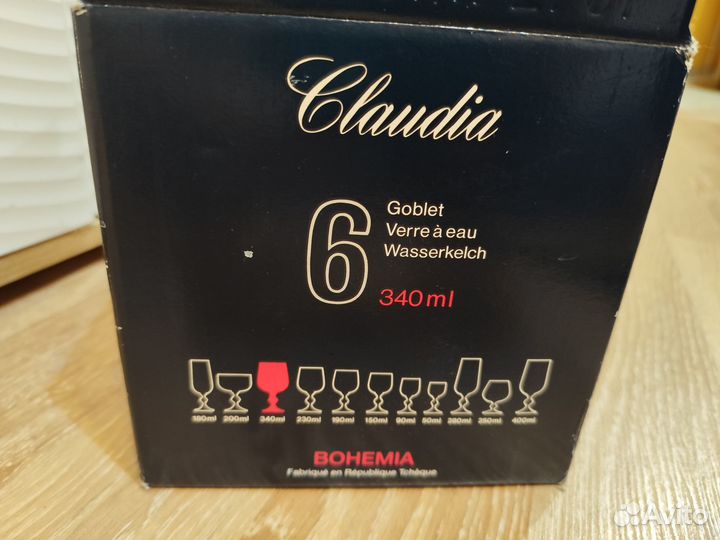 Claudia
6
Goblet
Verre à eau
Wasserkelch
340 ml
180ml 200ml 340ml 230ml 190ml 150ml 90ml 50ml 280ml 250ml 400ml
BOHEMIA
Fabriqué en République Tchèque
Avito